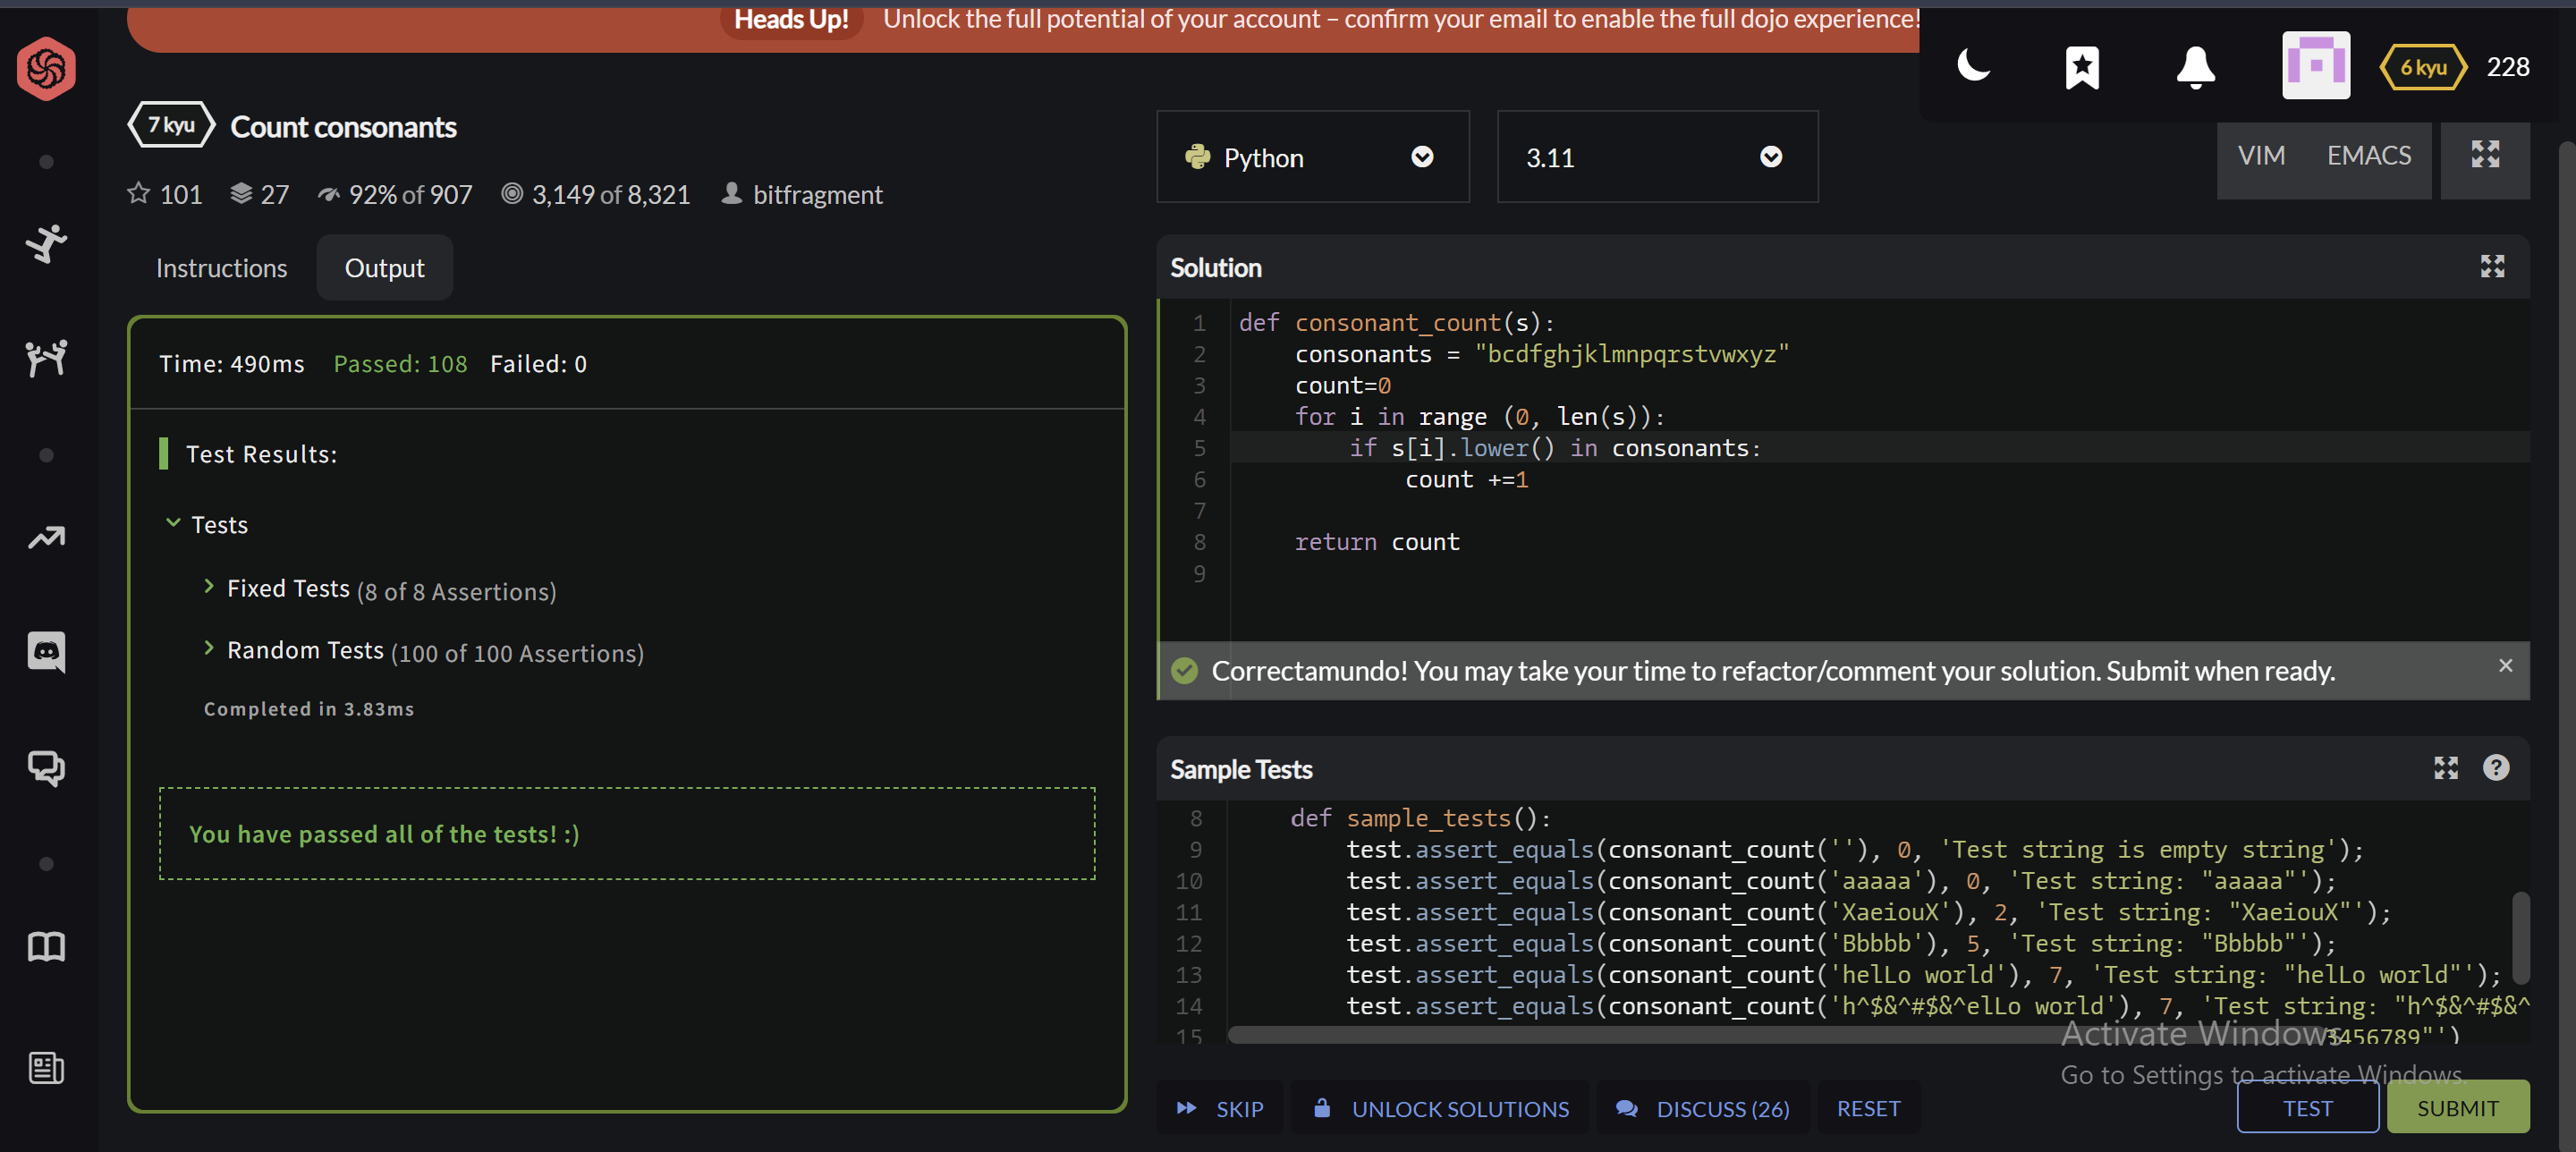 Heads Up! Unlock the full potential of your account – confirm your email to enable the full dojo experience!
6 kyu 228
7 kyu Count consonants
101 27 92% of 907 3,149 of 8,321 bitfragment
Python 3.11
VIM EMACS
Instructions Output
Time: 490ms Passed: 108 Failed: 0
Test Results:
Tests
Fixed Tests (8 of 8 Assertions)
Random Tests (100 of 100 Assertions)
Completed in 3.83ms
You have passed all of the tests! :)
Solution
1 def consonant_count(s):
2 consonants = "bcdfghjklmnpqrstvwxyz"
3 count=0
4 for i in range (0, len(s)):
5 if s[i].lower() in consonants:
6 count +=1
7
8 return count
9
Correctamundo! You may take your time to refactor/comment your solution. Submit when ready.
Sample Tests
8 def sample_tests():
9 test.assert_equals(consonant_count(''), 0, 'Test string is empty string');
10 test.assert_equals(consonant_count('aaaaa'), 0, 'Test string: "aaaaa"');
11 test.assert_equals(consonant_count('XaeiouX'), 2, 'Test string: "XaeiouX"');
12 test.assert_equals(consonant_count('Bbbbb'), 5, 'Test string: "Bbbbb"');
13 test.assert_equals(consonant_count('helLo world'), 7, 'Test string: "helLo world"');
14 test.assert_equals(consonant_count('h^$&^#$&^elLo world'), 7, 'Test string: "h^$&^#$&^
15 3456789"')
Activate Windows
Go to Settings to activate Windows.
SKIP UNLOCK SOLUTIONS DISCUSS (26) RESET TEST SUBMIT